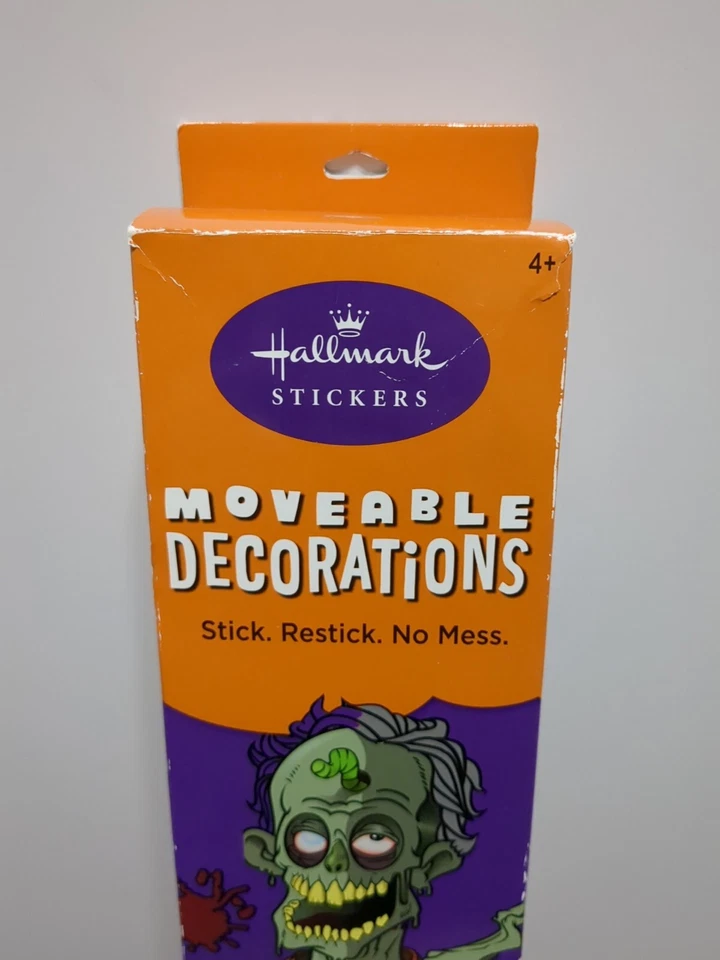 4+
Hallmark
STICKERS
MOVEABLE
DECORATiONS
Stick. Restick. No Mess.